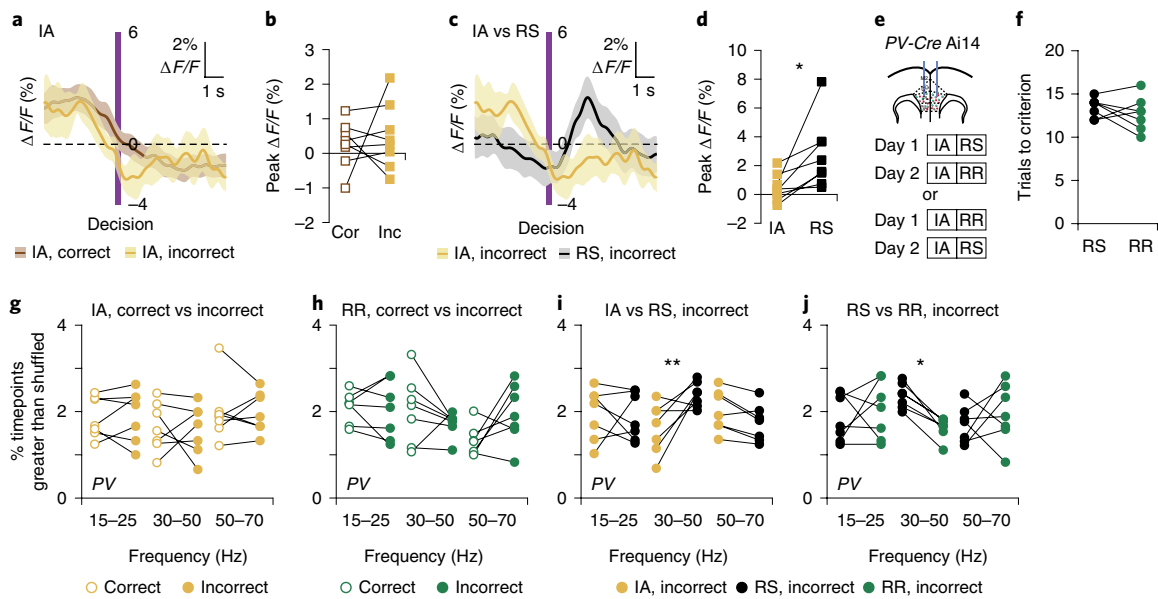 a
IA
6
2%
ΔF/F
1 s
ΔF/F (%)
0
–4
Decision
IA, correct
IA, incorrect
b
3
2
1
0
–1
–2
Peak ΔF/F (%)
Cor
Inc
c
IA vs RS
6
2%
ΔF/F
1 s
ΔF/F (%)
0
–4
Decision
IA, incorrect
RS, incorrect
d
10
8
6
4
2
0
–2
Peak ΔF/F (%)
*
IA
RS
e
PV-Cre Ai14
Day 1 IA RS
Day 2 IA RR
or
Day 1 IA RR
Day 2 IA RS
f
20
15
10
5
0
Trials to criterion
RS
RR
g
IA, correct vs incorrect
4
2
0
% timepoints
greater than shuffled
PV
15–25 30–50 50–70
Frequency (Hz)
Correct
Incorrect
h
RR, correct vs incorrect
4
2
0
PV
15–25 30–50 50–70
Frequency (Hz)
Correct
Incorrect
i
IA vs RS, incorrect
4
2
0
**
15–25 30–50 50–70
Frequency (Hz)
IA, incorrect
RS, incorrect
RR, incorrect
j
RS vs RR, incorrect
4
2
0
*
PV
15–25 30–50 50–70
Frequency (Hz)
PV